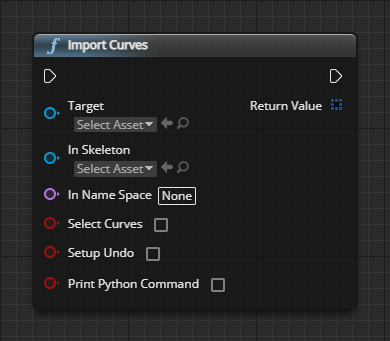 f Import Curves
Target
Return Value
Select Asset
In Skeleton
Select Asset
In Name Space None
Select Curves
Setup Undo
Print Python Command